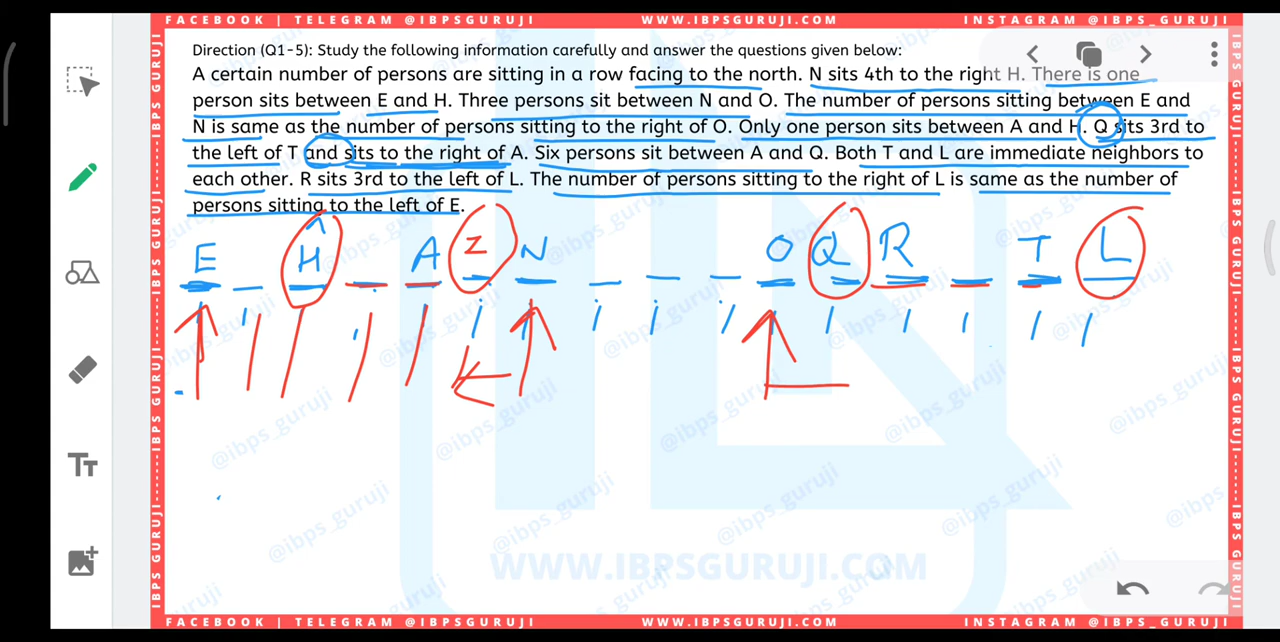 FACEBOOK | TELEGRAM @IBPS_GURUJI WWW.IBPSGURUJI.COM INSTAGRAM @IBPS_GURUJI
Direction (Q1-5): Study the following information carefully and answer the questions given below:
A certain number of persons are sitting in a row facing to the north. N sits 4th to the right H. There is one
person sits between E and H. Three persons sit between N and O. The number of persons sitting between E and
N is same as the number of persons sitting to the right of O. Only one person sits between A and H. Q sits 3rd to
the left of T and sits to the right of A. Six persons sit between A and Q. Both T and L are immediate neighbors to
each other. R sits 3rd to the left of L. The number of persons sitting to the right of L is same as the number of
persons sitting to the left of E.
E H A Z N O Q R T L
@ibps_guruji @ibps_guruji @ibps_guruji @ibps_guruji
WWW.IBPSGURUJI.COM
Tт
FACEBOOK | TELEGRAM @IBPS_GURUJI WWW.IBPSGURUJI.COM INSTAGRAM @IBPS_GURUJI